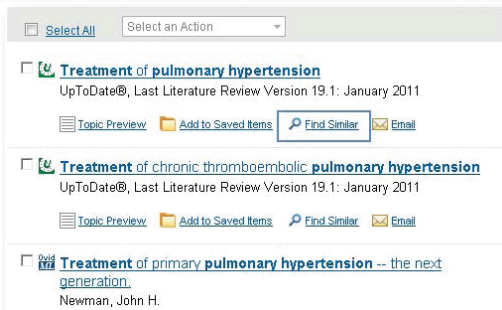 Select All Select an Action
Treatment of pulmonary hypertension
UpToDate®, Last Literature Review Version 19.1: January 2011
Topic Preview Add to Saved Items Find Similar Email
Treatment of chronic thromboembolic pulmonary hypertension
UpToDate®, Last Literature Review Version 19.1: January 2011
Topic Preview Add to Saved Items Find Similar Email
Ovid
Treatment of primary pulmonary hypertension -- the next
generation.
Newman, John H.